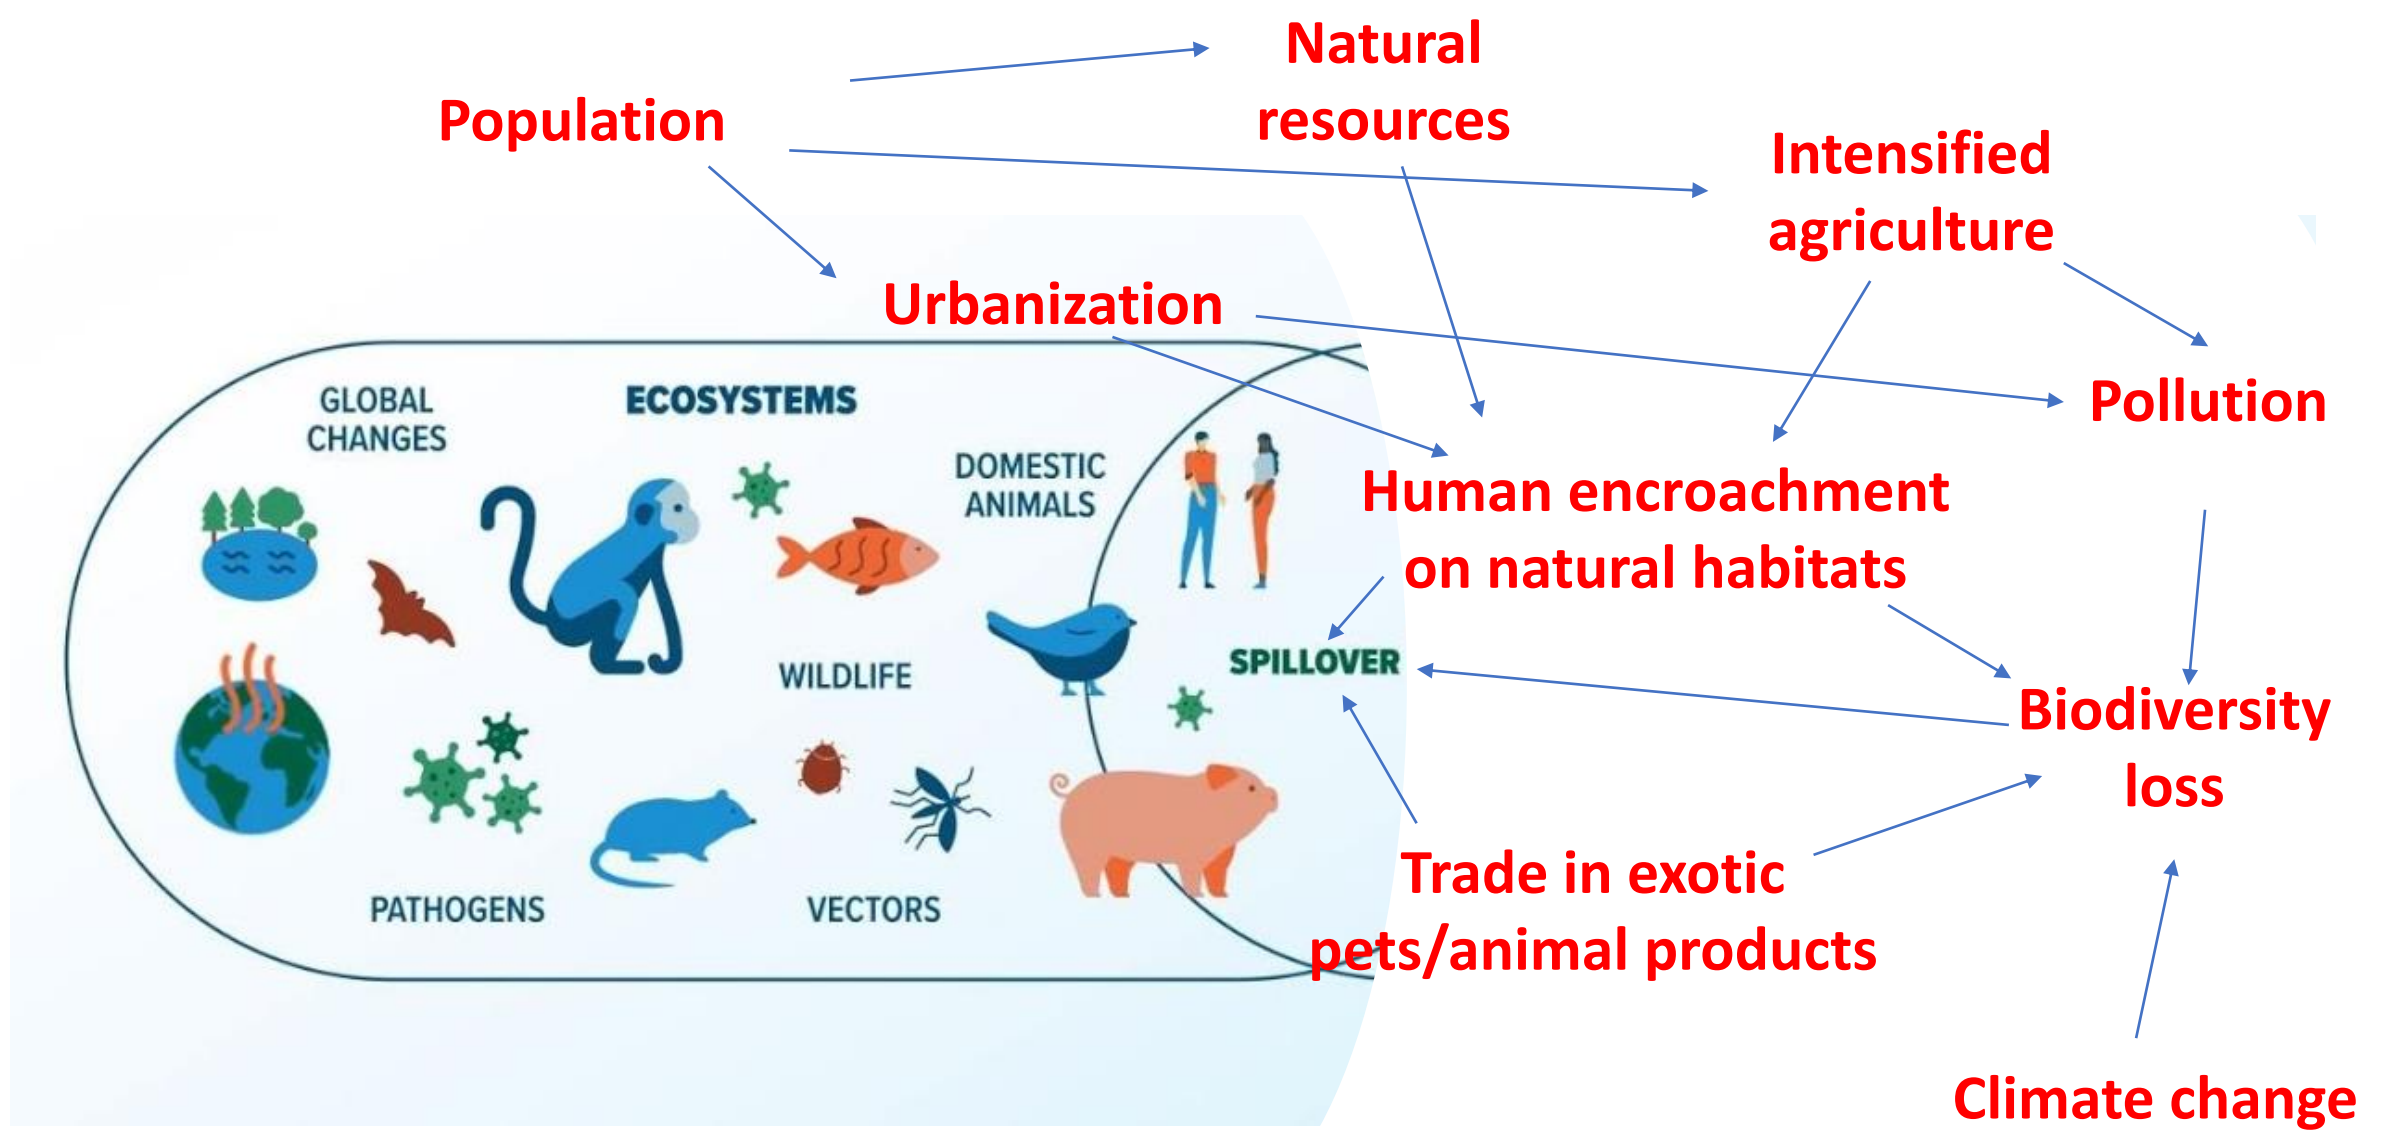 Natural
resources
Population
Intensified
agriculture
Urbanization
GLOBAL
CHANGES
ECOSYSTEMS
Pollution
DOMESTIC
ANIMALS
Human encroachment
on natural habitats
WILDLIFE
SPILLOVER
Biodiversity
loss
Trade in exotic
pets/animal products
PATHOGENS
VECTORS
Climate change